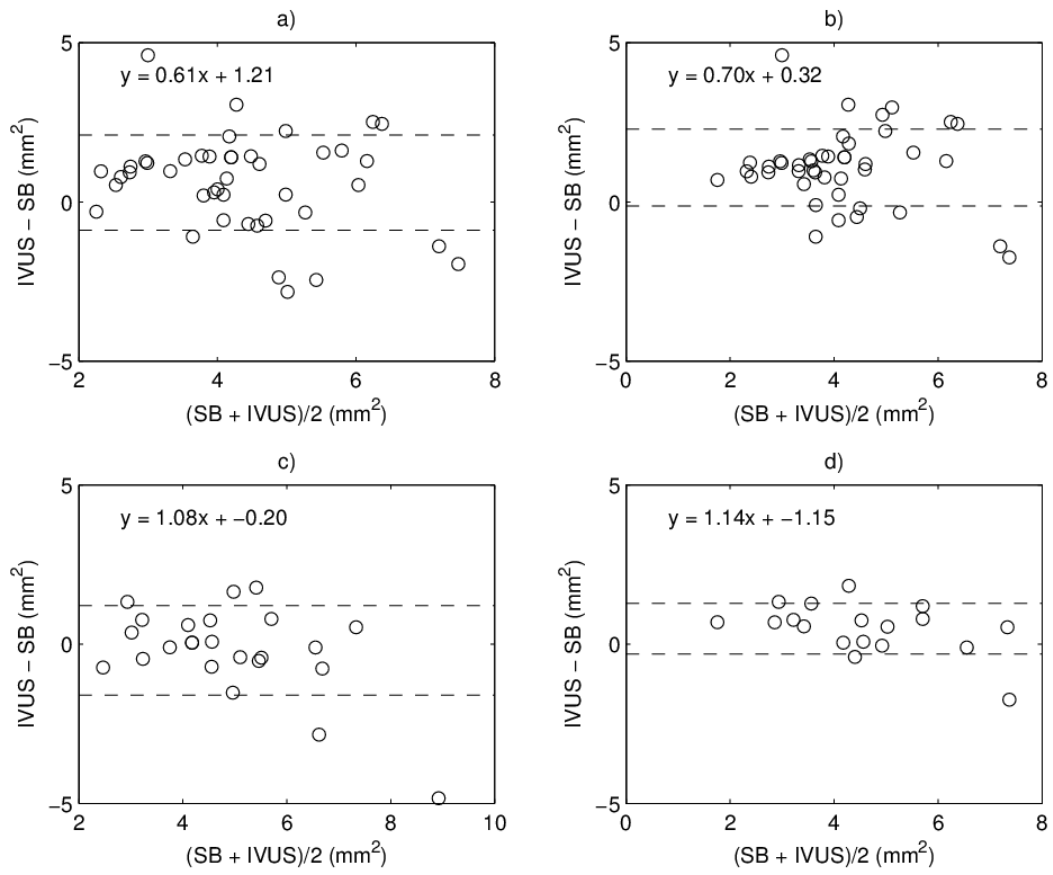 a)
y = 0.61x + 1.21
5
0
−5
2 4 6 8
IVUS − SB (mm²)
(SB + IVUS)/2 (mm²)
b)
y = 0.70x + 0.32
5
0
−5
0 2 4 6 8
IVUS − SB (mm²)
(SB + IVUS)/2 (mm²)
c)
y = 1.08x + −0.20
5
0
−5
2 4 6 8 10
IVUS − SB (mm²)
(SB + IVUS)/2 (mm²)
d)
y = 1.14x + −1.15
5
0
−5
0 2 4 6 8
IVUS − SB (mm²)
(SB + IVUS)/2 (mm²)